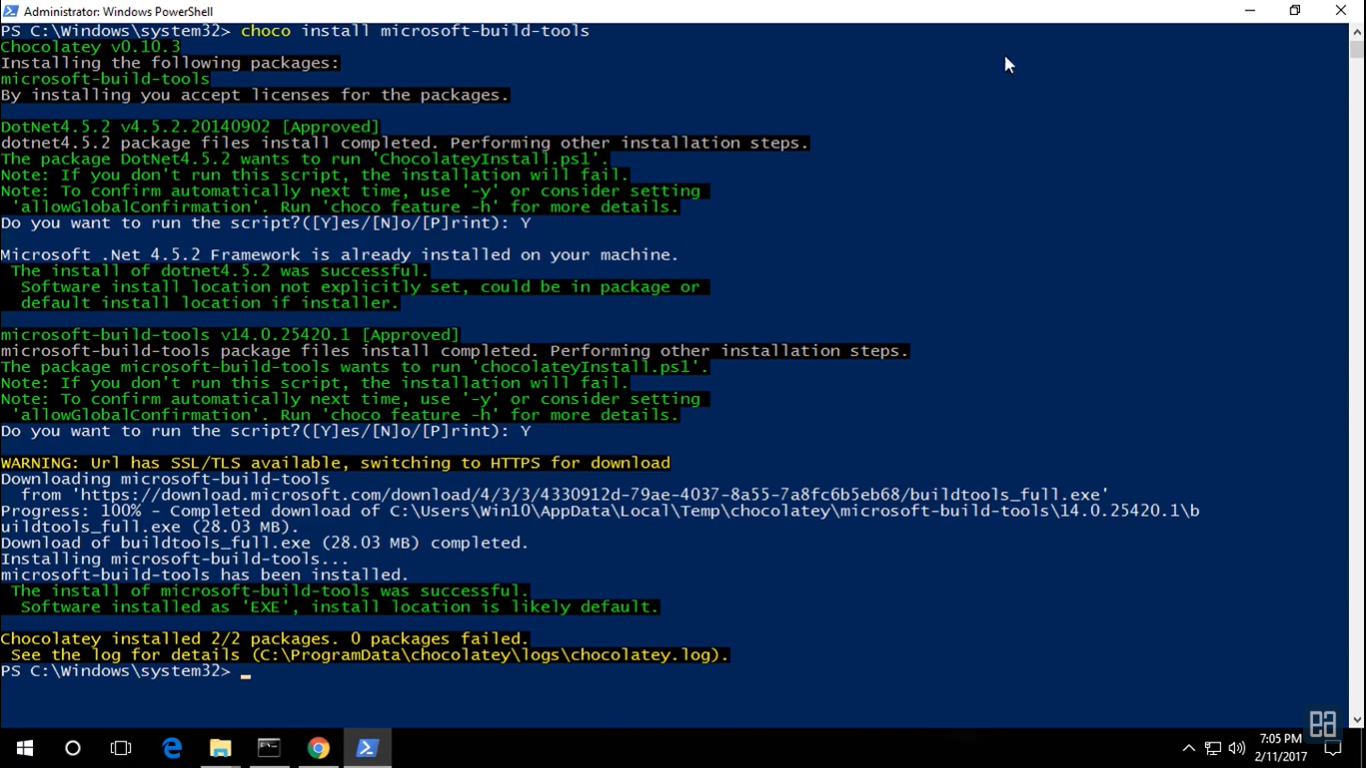 Administrator: Windows PowerShell
PS C:\Windows\system32> choco install microsoft-build-tools
Chocolatey v0.10.3
Installing the following packages:
microsoft-build-tools
By installing you accept licenses for the packages.
DotNet4.5.2 v4.5.2.20140902 [Approved]
dotnet4.5.2 package files install completed. Performing other installation steps.
The package DotNet4.5.2 wants to run 'ChocolateyInstall.ps1'.
Note: If you don't run this script, the installation will fail.
Note: To confirm automatically next time, use '-y' or consider setting
'allowGlobalConfirmation'. Run 'choco feature -h' for more details.
Do you want to run the script?([Y]es/[N]o/[P]rint): Y
Microsoft .Net 4.5.2 Framework is already installed on your machine.
The install of dotnet4.5.2 was successful.
Software install location not explicitly set, could be in package or
default install location if installer.
microsoft-build-tools v14.0.25420.1 [Approved]
microsoft-build-tools package files install completed. Performing other installation steps.
The package microsoft-build-tools wants to run 'chocolateyInstall.ps1'.
Note: If you don't run this script, the installation will fail.
Note: To confirm automatically next time, use '-y' or consider setting
'allowGlobalConfirmation'. Run 'choco feature -h' for more details.
Do you want to run the script?([Y]es/[N]o/[P]rint): Y
WARNING: Url has SSL/TLS available, switching to HTTPS for download
Downloading microsoft-build-tools
from 'https://download.microsoft.com/download/4/3/3/4330912d-79ae-4037-8a55-7a8fc6b5eb68/buildtools_full.exe'
Progress: 100% - Completed download of C:\Users\Win10\AppData\Local\Temp\chocolatey\microsoft-build-tools\14.0.25420.1\b
uildtools_full.exe (28.03 MB).
Download of buildtools_full.exe (28.03 MB) completed.
Installing microsoft-build-tools...
microsoft-build-tools has been installed.
The install of microsoft-build-tools was successful.
Software installed as 'EXE', install location is likely default.
Chocolatey installed 2/2 packages. 0 packages failed.
See the log for details (C:\ProgramData\chocolatey\logs\chocolatey.log).
PS C:\Windows\system32> _
7:05 PM
2/11/2017